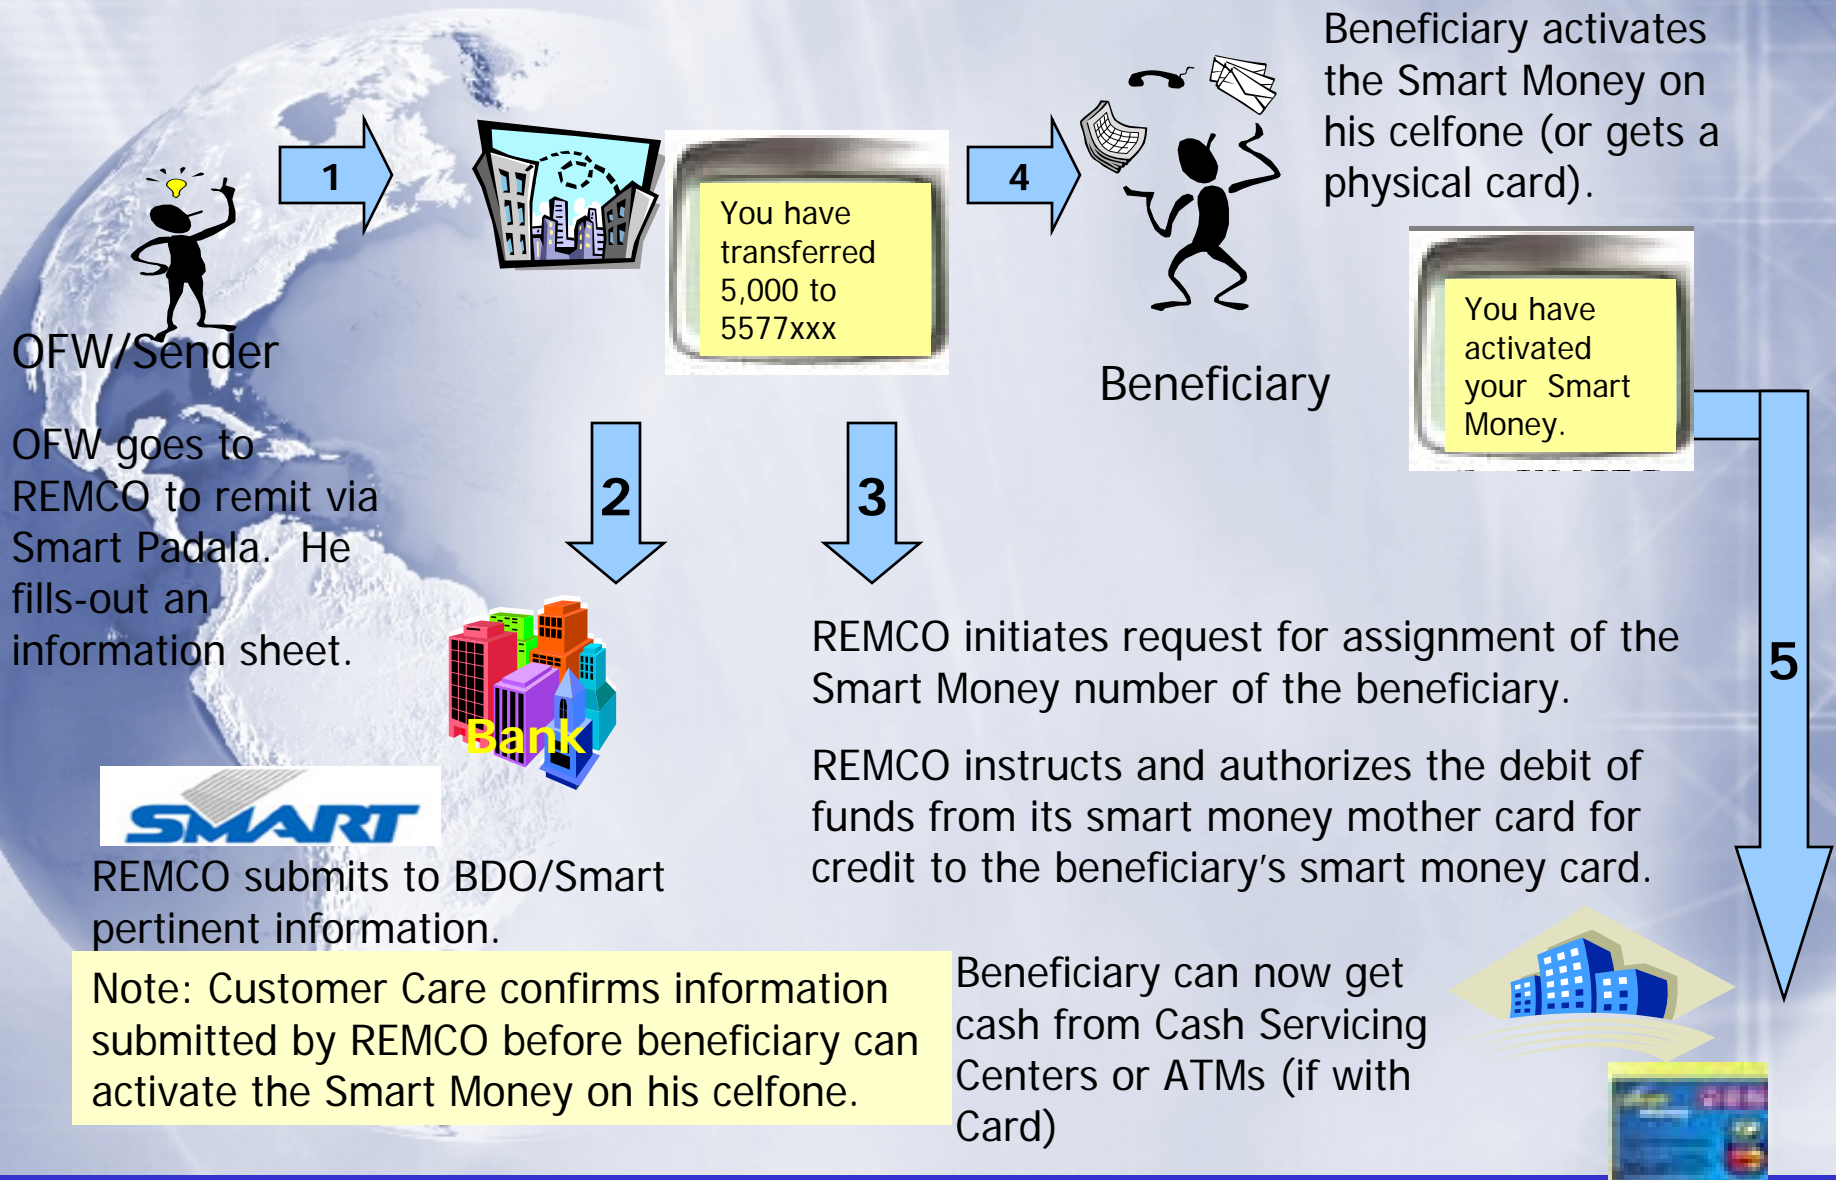 OFW/Sender
OFW goes to
REMCO to remit via
Smart Padala.  He
fills-out an
information sheet.
1
You have
transferred
5,000 to
5577xxx
2
Bank
SMART
REMCO submits to BDO/Smart
pertinent information.
Note: Customer Care confirms information
submitted by REMCO before beneficiary can
activate the Smart Money on his celfone.
3
REMCO initiates request for assignment of the
Smart Money number of the beneficiary.
REMCO instructs and authorizes the debit of
funds from its smart money mother card for
credit to the beneficiary's smart money card.
4
Beneficiary
Beneficiary activates
the Smart Money on
his celfone (or gets a
physical card).
You have
activated
your  Smart
Money.
5
Beneficiary can now get
cash from Cash Servicing
Centers or ATMs (if with
Card)